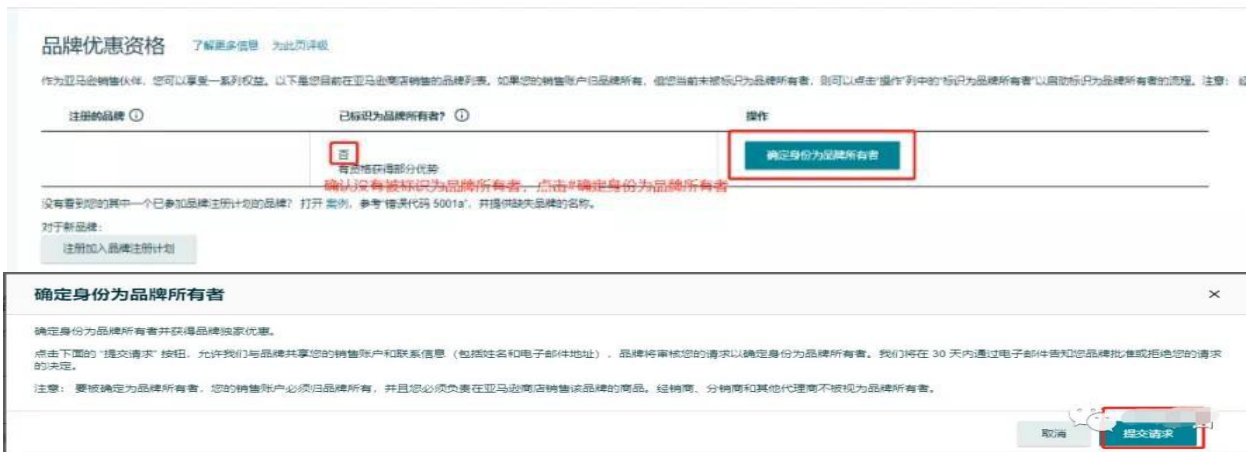 品牌优惠资格 了解更多信息 为此页评级
作为亚马逊销售伙伴，您可以享受一系列权益。以下是您目前在亚马逊商店销售的品牌列表。如果您的销售账户归品牌所有，但您当前未被标识为品牌所有者，则可以点击“操作”列中的“标识为品牌所有者”以启动标识为品牌所有者的流程。注意：
注册的品牌 已标识为品牌所有者? 操作
否 确定身份为品牌所有者
有资格获得部分优势
确认没有被标识为品牌所有者，点击#确定身份为品牌所有者
没有看到您的其中一个已参加品牌注册计划的品牌? 打开 案例，参考“错误代码 5001a”，并提供缺失品牌的名称。
对于新品牌：
注册加入品牌注册计划
确定身份为品牌所有者 ×
确定身份为品牌所有者并获得品牌独家优惠。
点击下面的 “提交请求” 按钮，允许我们与品牌共享您的销售账户和联系信息（包括姓名和电子邮件地址），品牌将审核您的请求以确定身份为品牌所有者。我们将在 30 天内通过电子邮件告知您品牌批准或拒绝您的请求
的决定。
注意： 要被确定为品牌所有者，您的销售账户必须归品牌所有，并且您必须负责在亚马逊商店销售该品牌的商品。经销商、分销商和其他代理商不被视为品牌所有者。
取消 提交请求